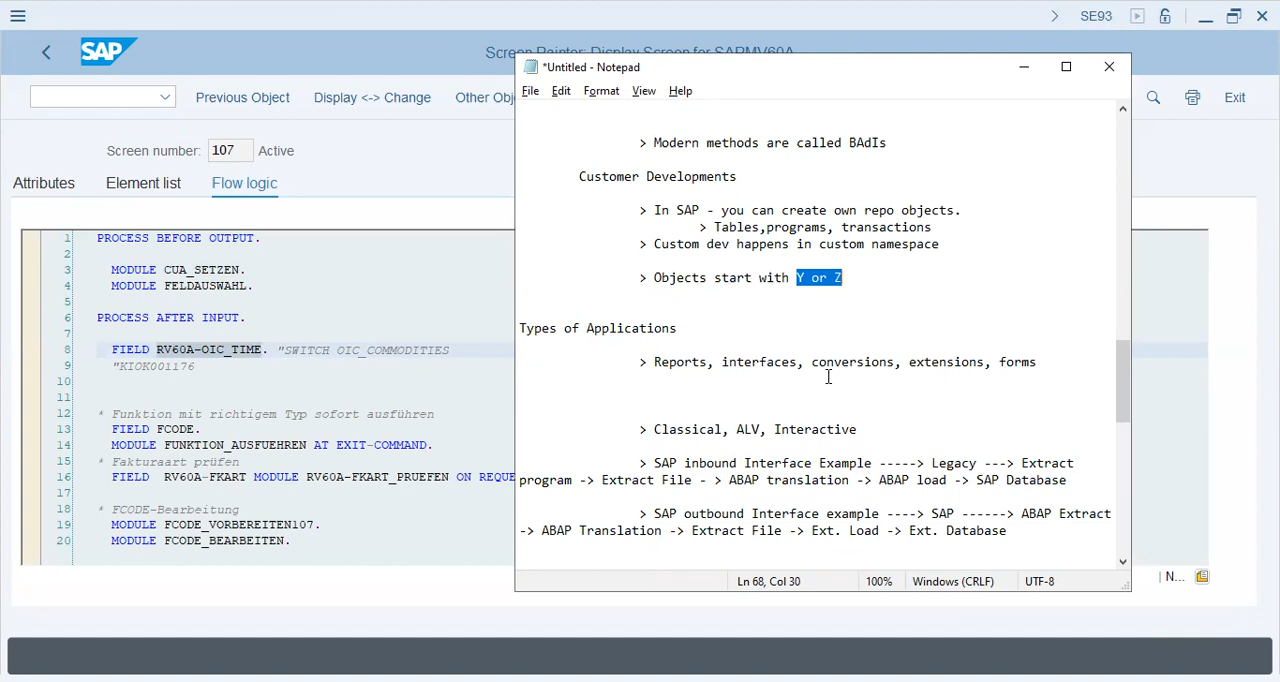 SE93
SAP
Screen Painter: Display Screen for SAPMV60A
Previous Object
Display <-> Change
Other Obj
Exit
Screen number: 107 Active
Attributes
Element list
Flow logic
1 PROCESS BEFORE OUTPUT.
2
3 MODULE CUA_SETZEN.
4 MODULE FELDAUSWAHL.
5
6 PROCESS AFTER INPUT.
7
8 FIELD RV60A-OIC_TIME. "SWITCH OIC_COMMODITIES
9 "KIOK001176
10
11
12 * Funktion mit richtigem Typ sofort ausführen
13 FIELD FCODE.
14 MODULE FUNKTION_AUSFUEHREN AT EXIT-COMMAND.
15 * Fakturaart prüfen
16 FIELD RV60A-FKART MODULE RV60A-FKART_PRUEFEN ON REQUE
17
18 * FCODE-Bearbeitung
19 MODULE FCODE_VORBEREITEN107.
20 MODULE FCODE_BEARBEITEN.
N...
*Untitled - Notepad
File Edit Format View Help
> Modern methods are called BAdIs
Customer Developments
> In SAP - you can create own repo objects.
> Tables,programs, transactions
> Custom dev happens in custom namespace
> Objects start with Y or Z
Types of Applications
> Reports, interfaces, conversions, extensions, forms
> Classical, ALV, Interactive
> SAP inbound Interface Example -----> Legacy ---> Extract
program -> Extract File - > ABAP translation -> ABAP load -> SAP Database
> SAP outbound Interface example ----> SAP ------> ABAP Extract
-> ABAP Translation -> Extract File -> Ext. Load -> Ext. Database
Ln 68, Col 30
100%
Windows (CRLF)
UTF-8